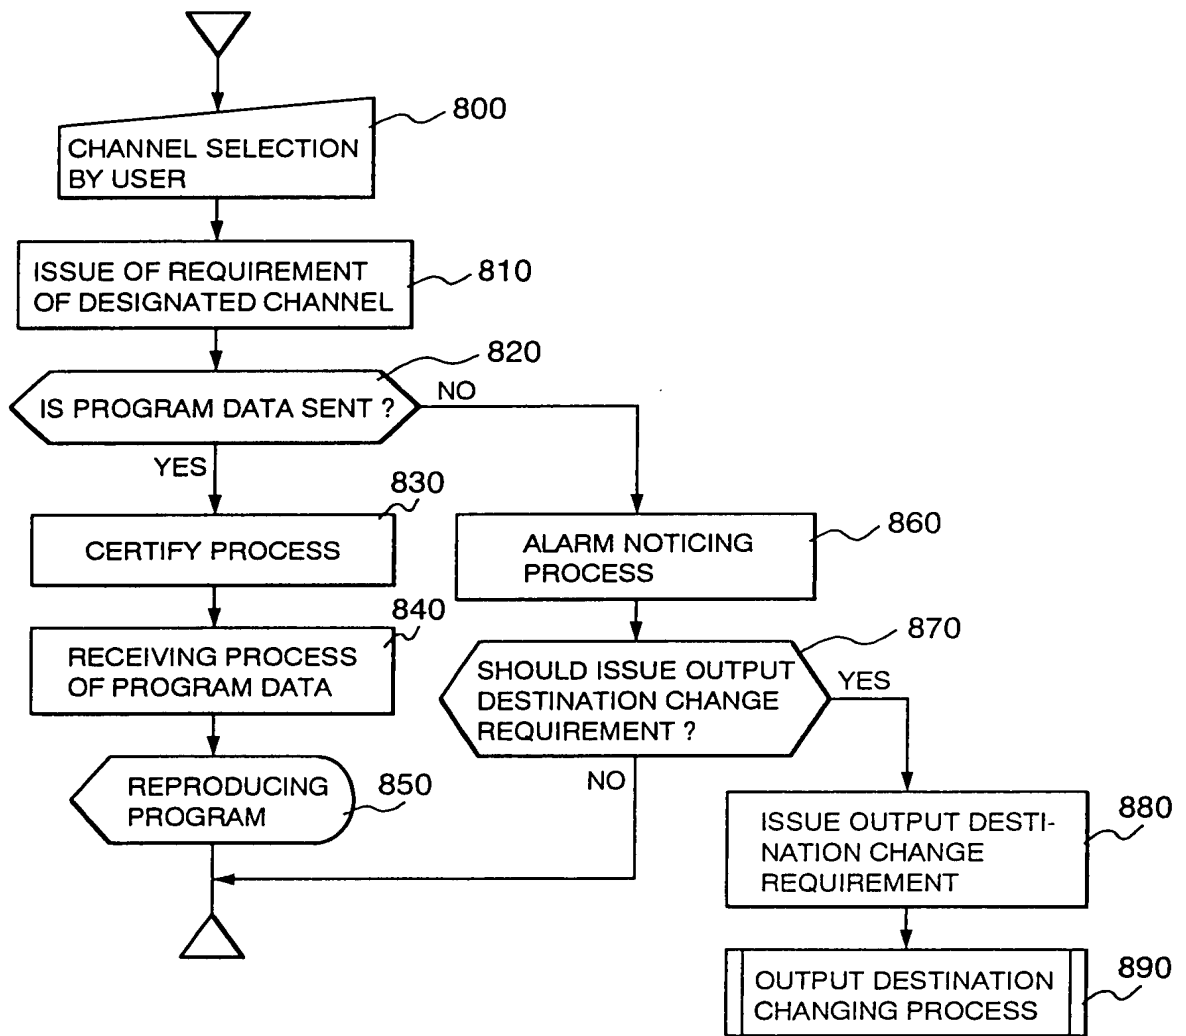 800
CHANNEL SELECTION
BY USER
ISSUE OF REQUIREMENT
OF DESIGNATED CHANNEL
810
820
IS PROGRAM DATA SENT ?
NO
YES
830
CERTIFY PROCESS
860
ALARM NOTICING
PROCESS
840
RECEIVING PROCESS
OF PROGRAM DATA
870
SHOULD ISSUE OUTPUT
DESTINATION CHANGE
REQUIREMENT ?
YES
NO
REPRODUCING
PROGRAM
850
880
ISSUE OUTPUT DESTI-
NATION CHANGE
REQUIREMENT
OUTPUT DESTINATION
CHANGING PROCESS
890